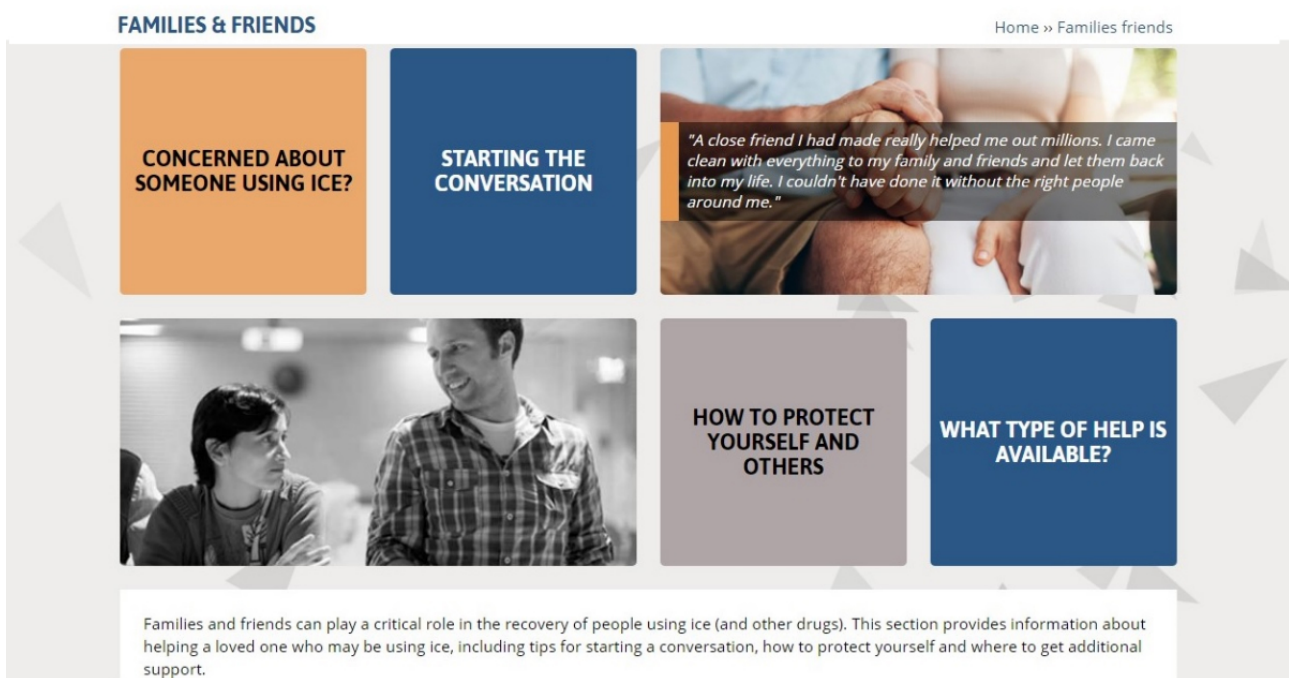 FAMILIES & FRIENDS
Home » Families friends
CONCERNED ABOUT
SOMEONE USING ICE?
STARTING THE
CONVERSATION
"A close friend I had made really helped me out millions. I came
clean with everything to my family and friends and let them back
into my life. I couldn't have done it without the right people
around me."
HOW TO PROTECT
YOURSELF AND
OTHERS
WHAT TYPE OF HELP IS
AVAILABLE?
Families and friends can play a critical role in the recovery of people using ice (and other drugs). This section provides information about
helping a loved one who may be using ice, including tips for starting a conversation, how to protect yourself and where to get additional
support.